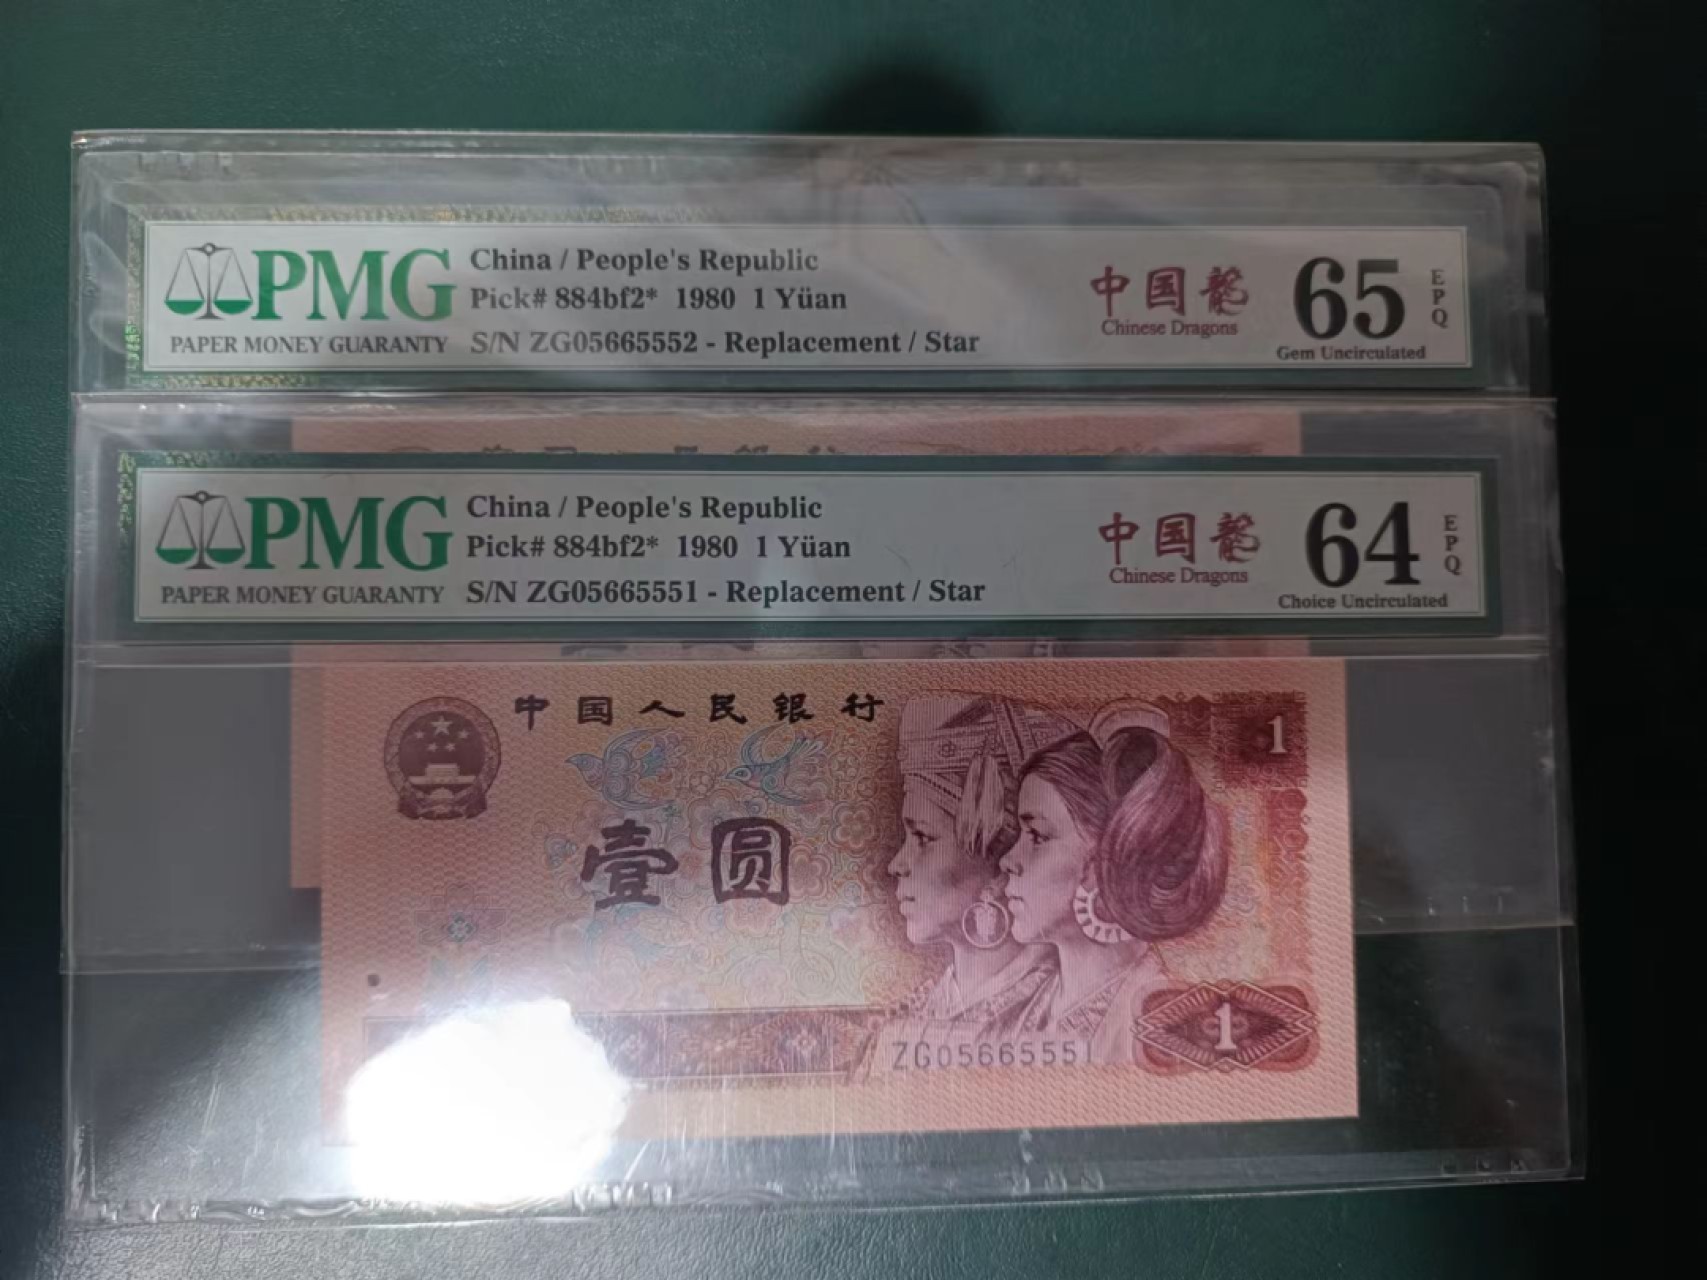 PMG
PAPER MONEY GUARANTY
China / People's Republic
Pick# 884bf2* 1980 1 Yüan
S/N ZG05665552 - Replacement / Star
中国龍
Chinese Dragons
65
EPQ
Gem Uncirculated
PMG
PAPER MONEY GUARANTY
China / People's Republic
Pick# 884bf2* 1980 1 Yüan
S/N ZG05665551 - Replacement / Star
中国龍
Chinese Dragons
64
EPQ
Choice Uncirculated
中国人民银行
1
壹圆
ZG05665551
1